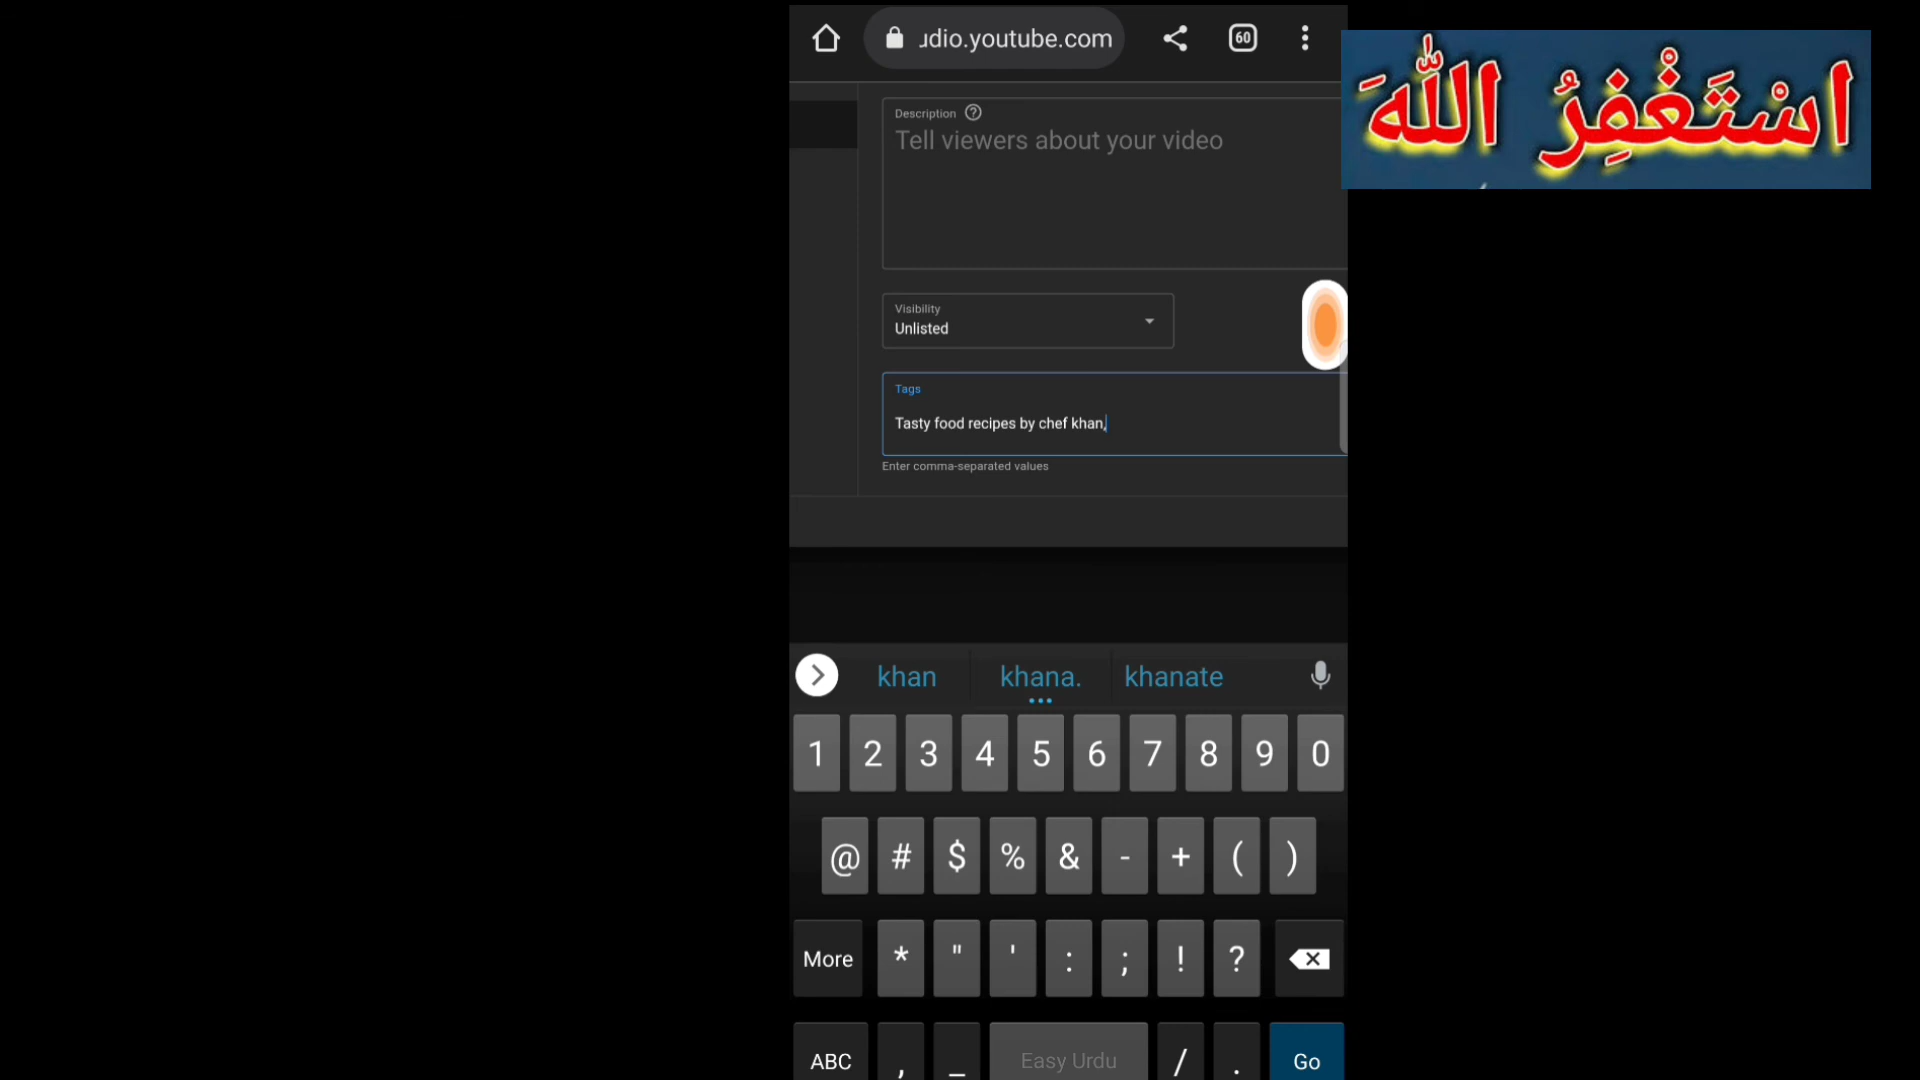 udio.youtube.com
60
اسْتَغْفِرُ اللهَ
Description
Tell viewers about your video
Visibility
Unlisted
Tags
Tasty food recipes by chef khan,
Enter comma-separated values
khan khana. khanate
1 2 3 4 5 6 7 8 9 0
@ # $ % & - + ( )
More * " ' : ; ! ?
ABC , _ Easy Urdu / . Go